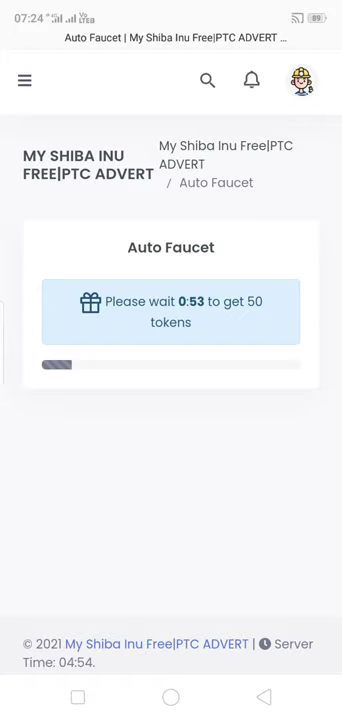 07:24
89
Auto Faucet | My Shiba Inu Free|PTC ADVERT ...
MY SHIBA INU
FREE|PTC ADVERT
My Shiba Inu Free|PTC
ADVERT
/ Auto Faucet
Auto Faucet
Please wait 0:53 to get 50
tokens
© 2021 My Shiba Inu Free|PTC ADVERT | Server
Time: 04:54.